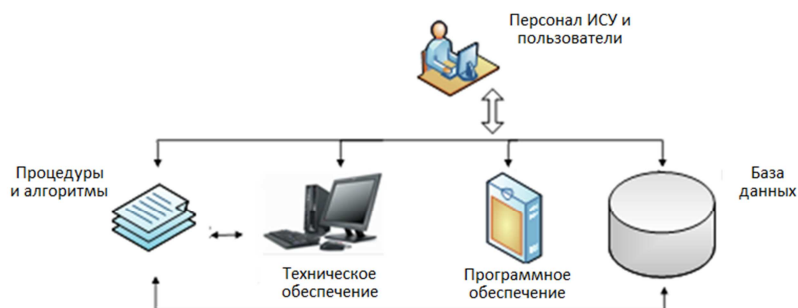 Персонал ИСУ и
пользователи
Процедуры
и алгоритмы
База
данных
Техническое
обеспечение
Программное
обеспечение